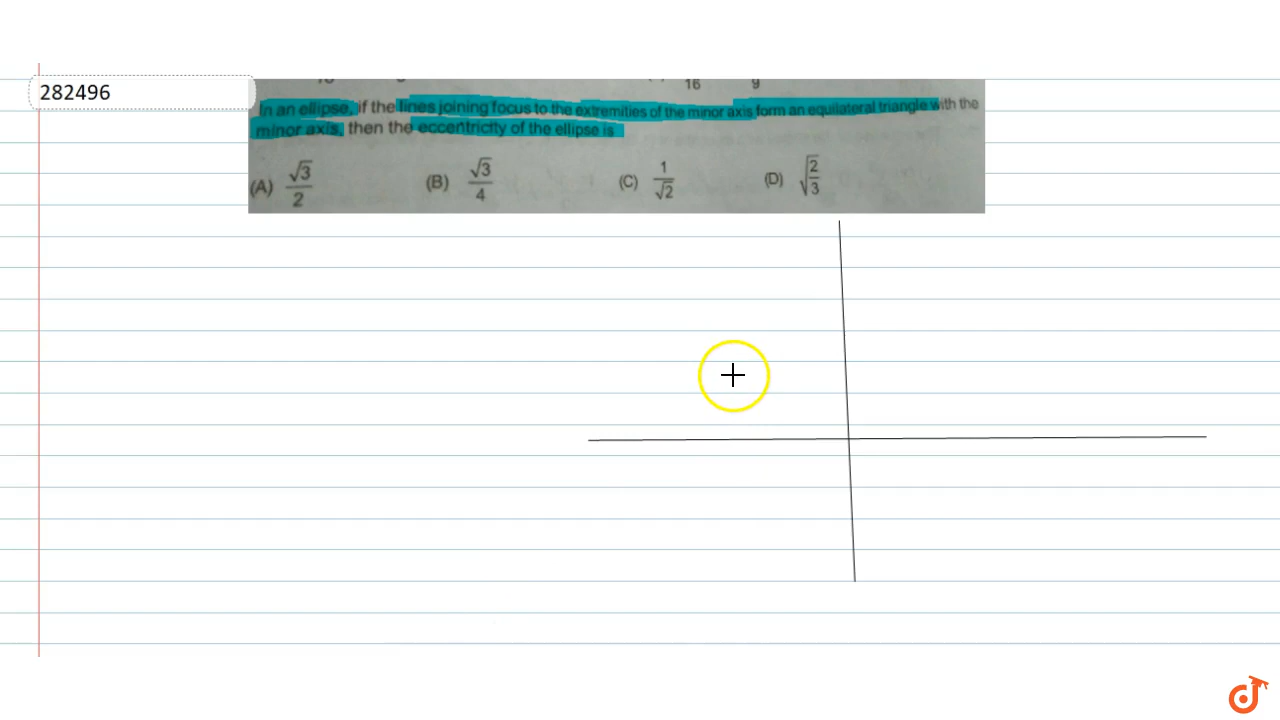 282496
16 9
In an ellipse, if the lines joining focus to the extremities of the minor axis form an equilateral triangle with the
minor axis, then the eccentricity of the ellipse is
(A) √3/2 (B) √3/4 (C) 1/√2 (D) √(2/3)